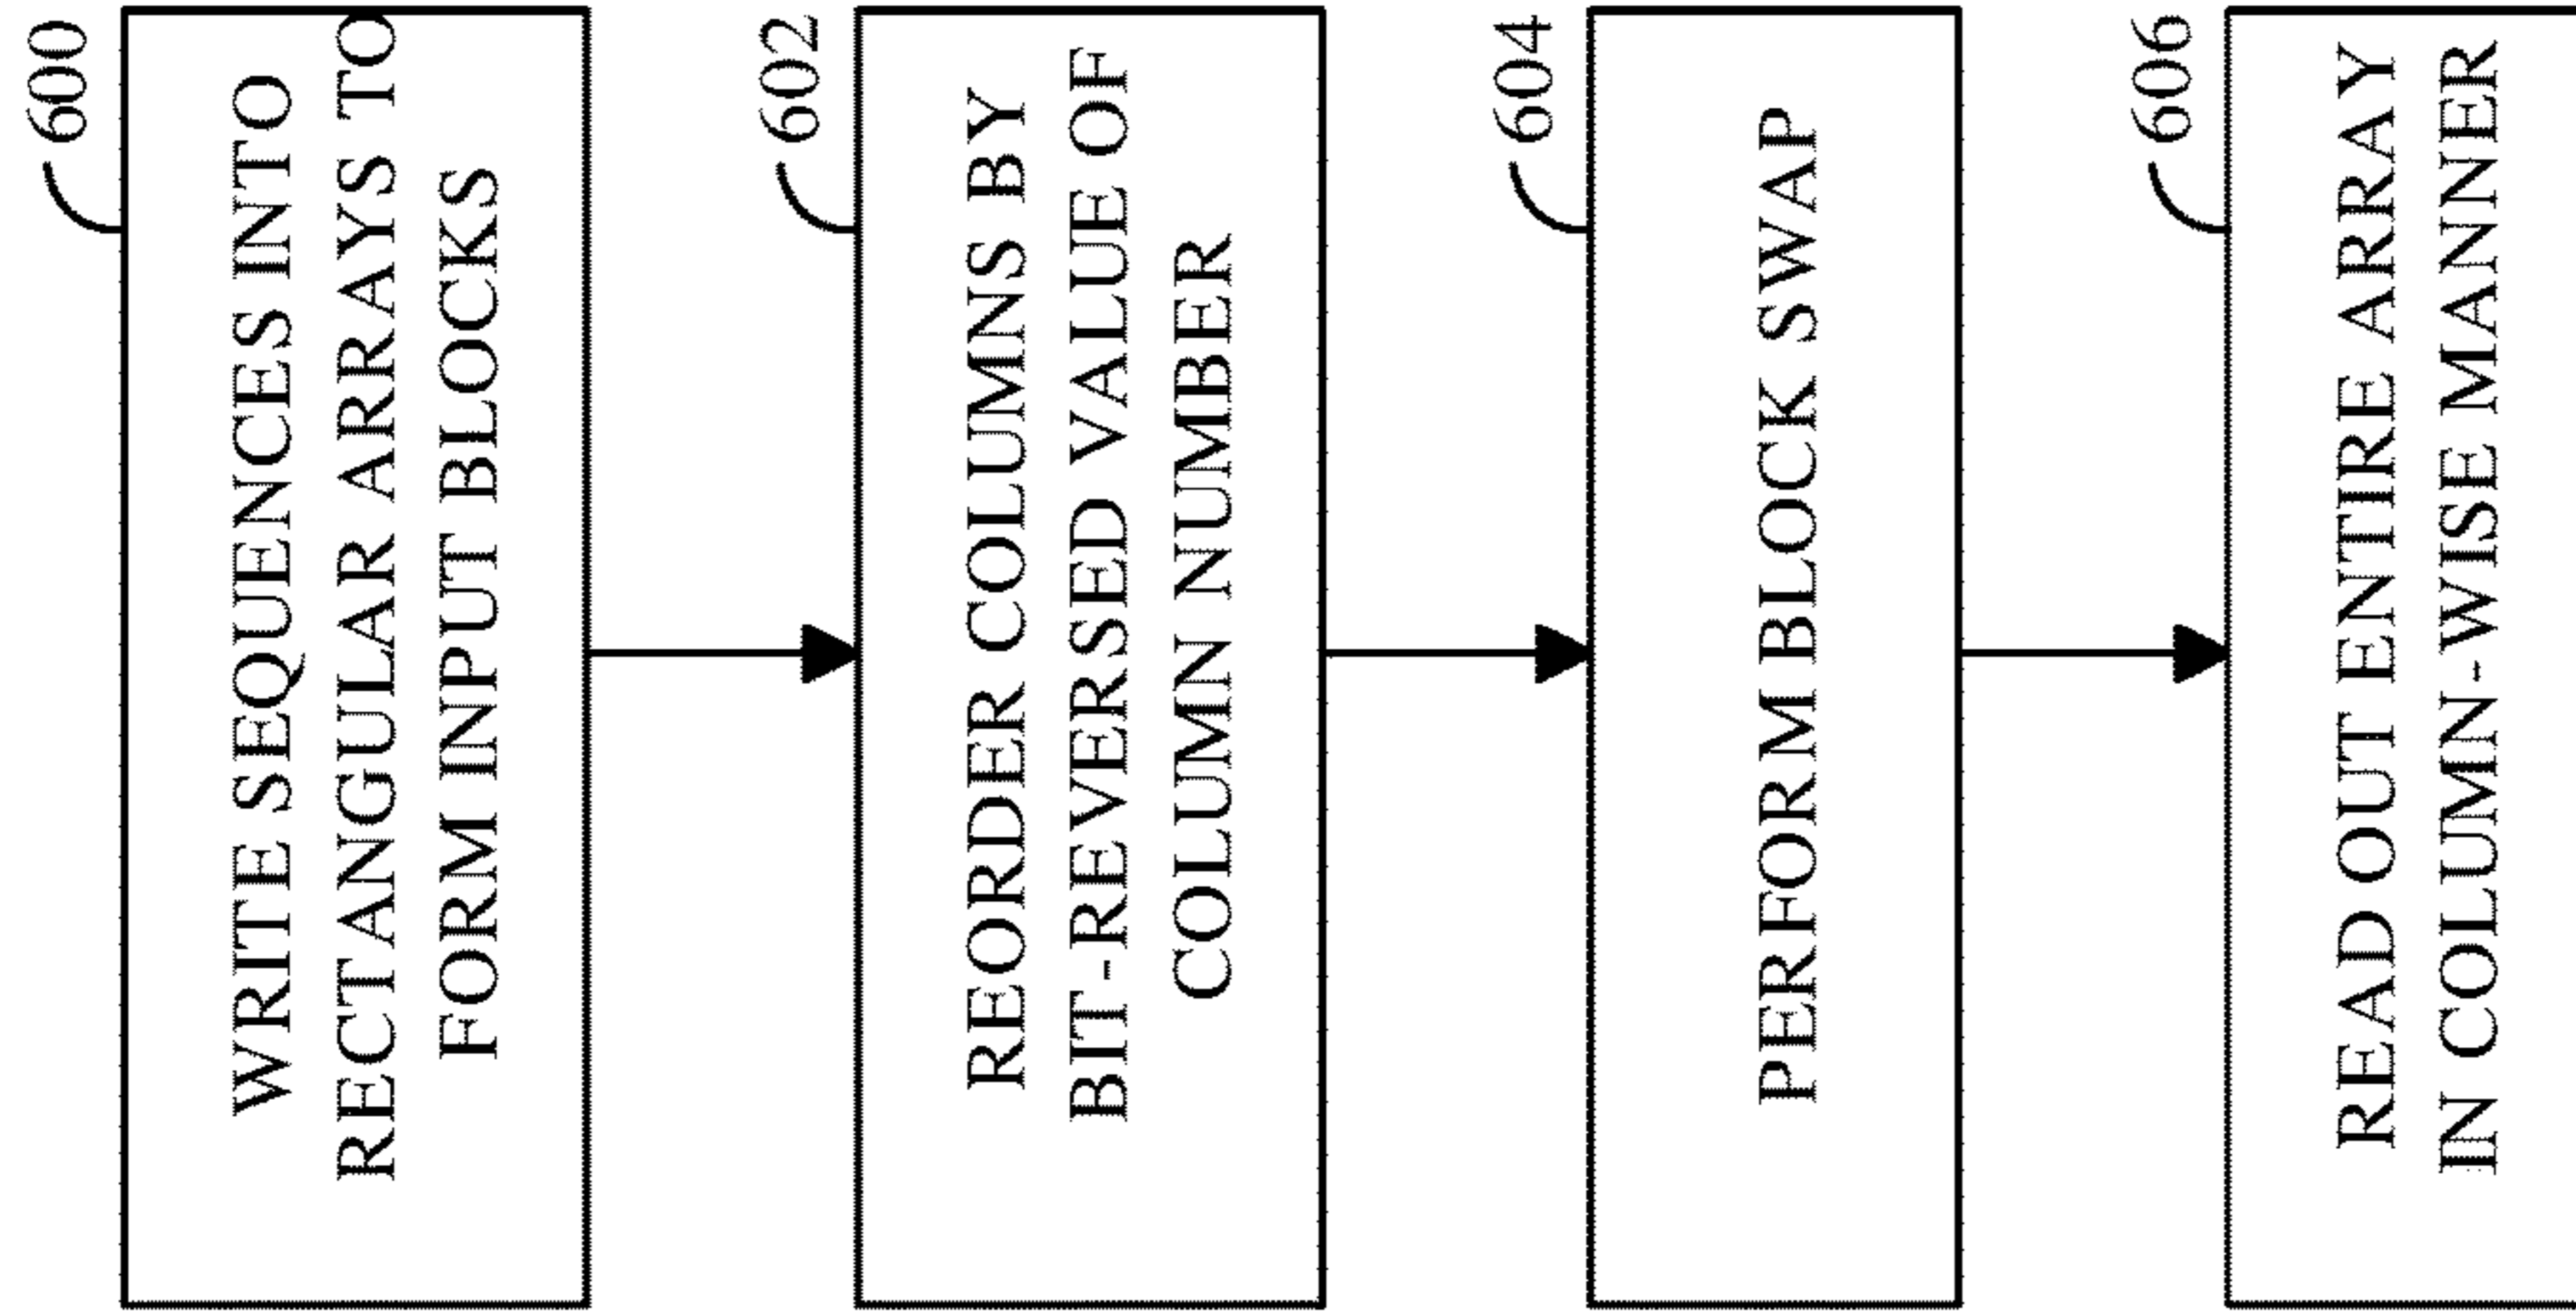 600
WRITE SEQUENCES INTO
RECTANGULAR ARRAYS TO
FORM INPUT BLOCKS
602
REORDER COLUMNS BY
BIT-REVERSED VALUE OF
COLUMN NUMBER
604
PERFORM BLOCK SWAP
606
READ OUT ENTIRE ARRAY
IN COLUMN-WISE MANNER